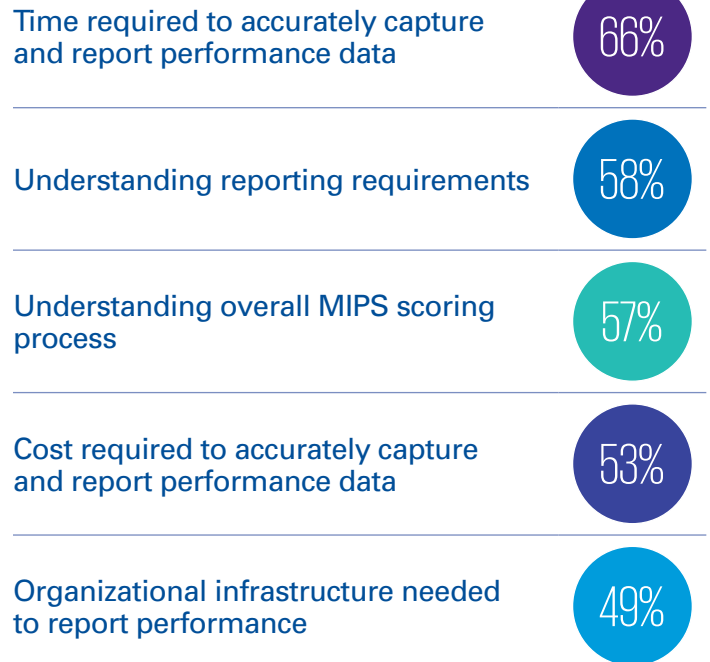 Time required to accurately capture
and report performance data
66%
Understanding reporting requirements
58%
Understanding overall MIPS scoring
process
57%
Cost required to accurately capture
and report performance data
53%
Organizational infrastructure needed
to report performance
49%